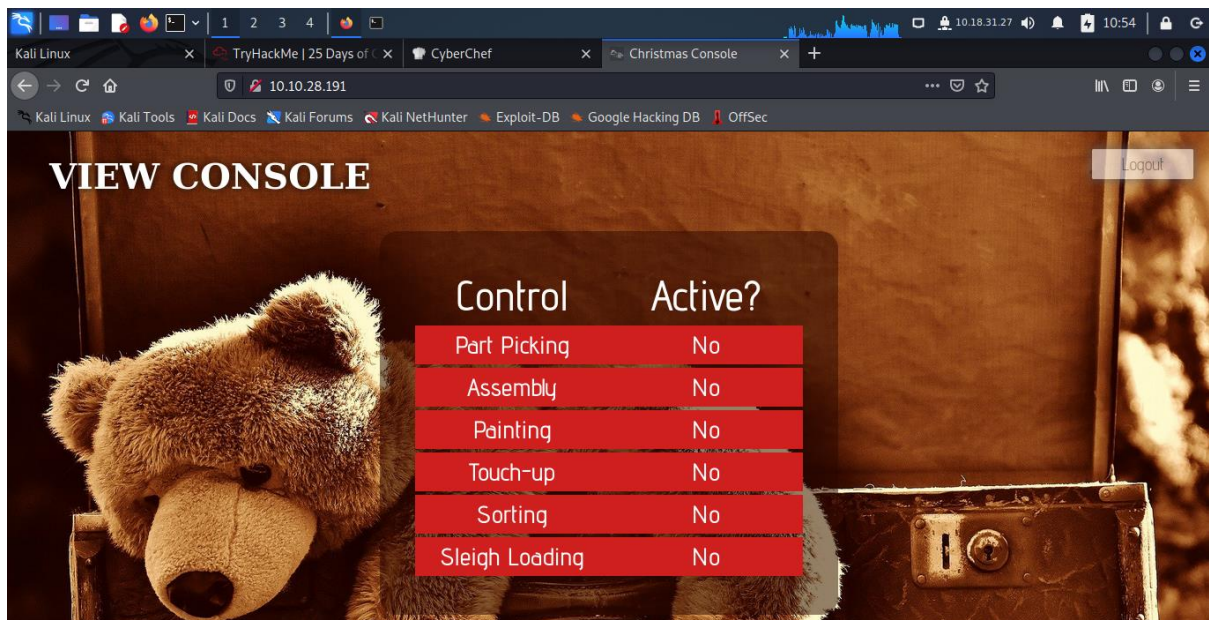 1 2 3 4
10.18.31.27 10:54
Kali Linux TryHackMe | 25 Days of CyberChef Christmas Console
10.10.28.191
Kali Linux Kali Tools Kali Docs Kali Forums Kali NetHunter Exploit-DB Google Hacking DB OffSec
VIEW CONSOLE Logout
Control Active?
Part Picking No
Assembly No
Painting No
Touch-up No
Sorting No
Sleigh Loading No